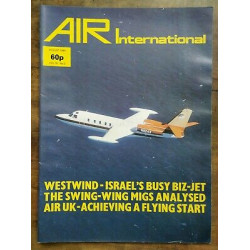 AIR International
60p
WESTWIND - ISRAEL'S BUSY BIZ-JET
THE SWING-WING MIGS ANALYSED
AIR UK - ACHIEVING A FLYING START